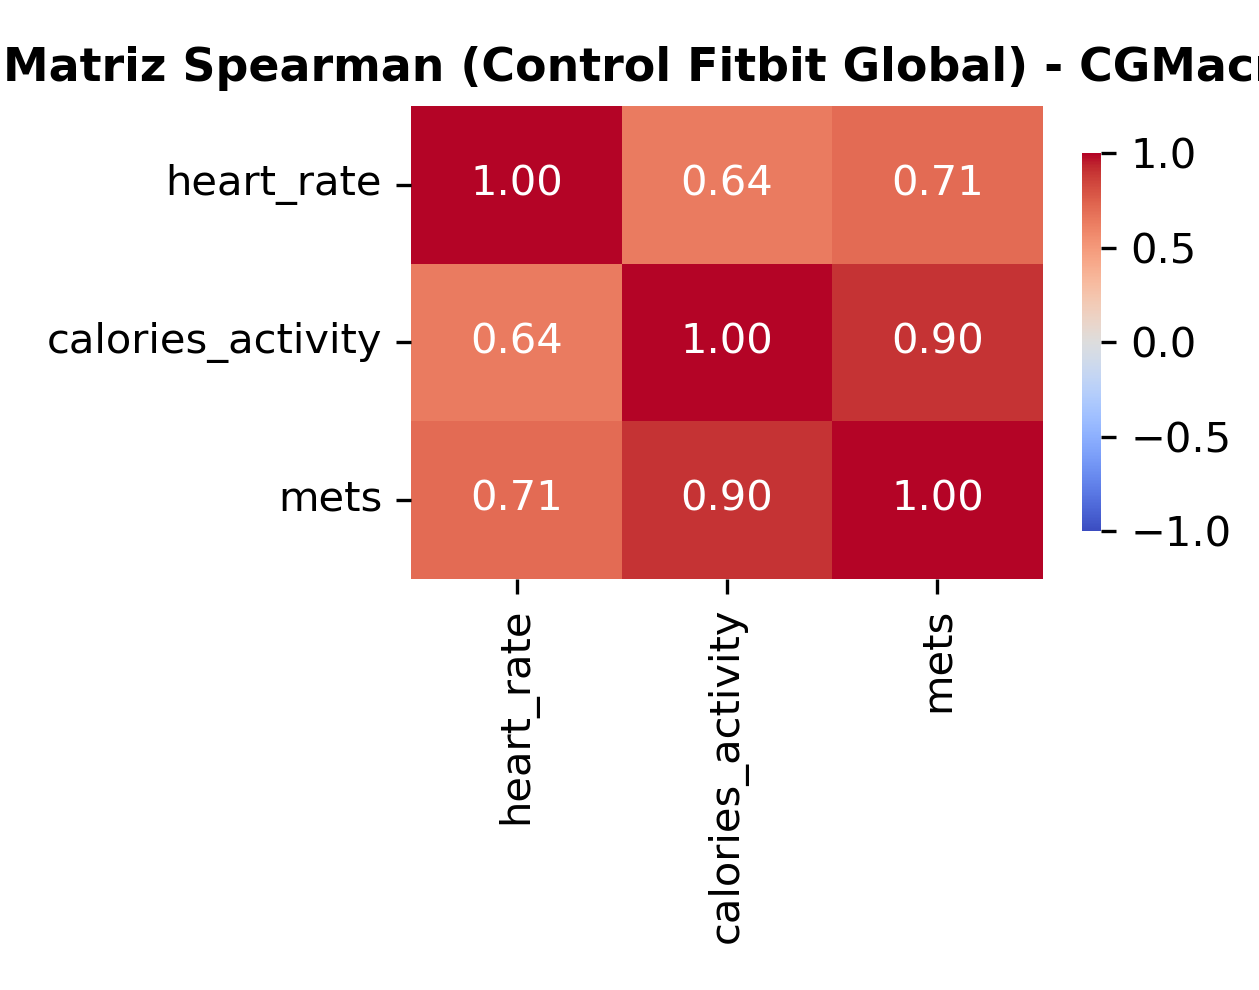 Matriz Spearman (Control Fitbit Global) - CGMacr
heart_rate 1.00 0.64 0.71
calories_activity 0.64 1.00 0.90
mets 0.71 0.90 1.00
heart_rate
calories_activity
mets
1.0
0.5
0.0
−0.5
−1.0